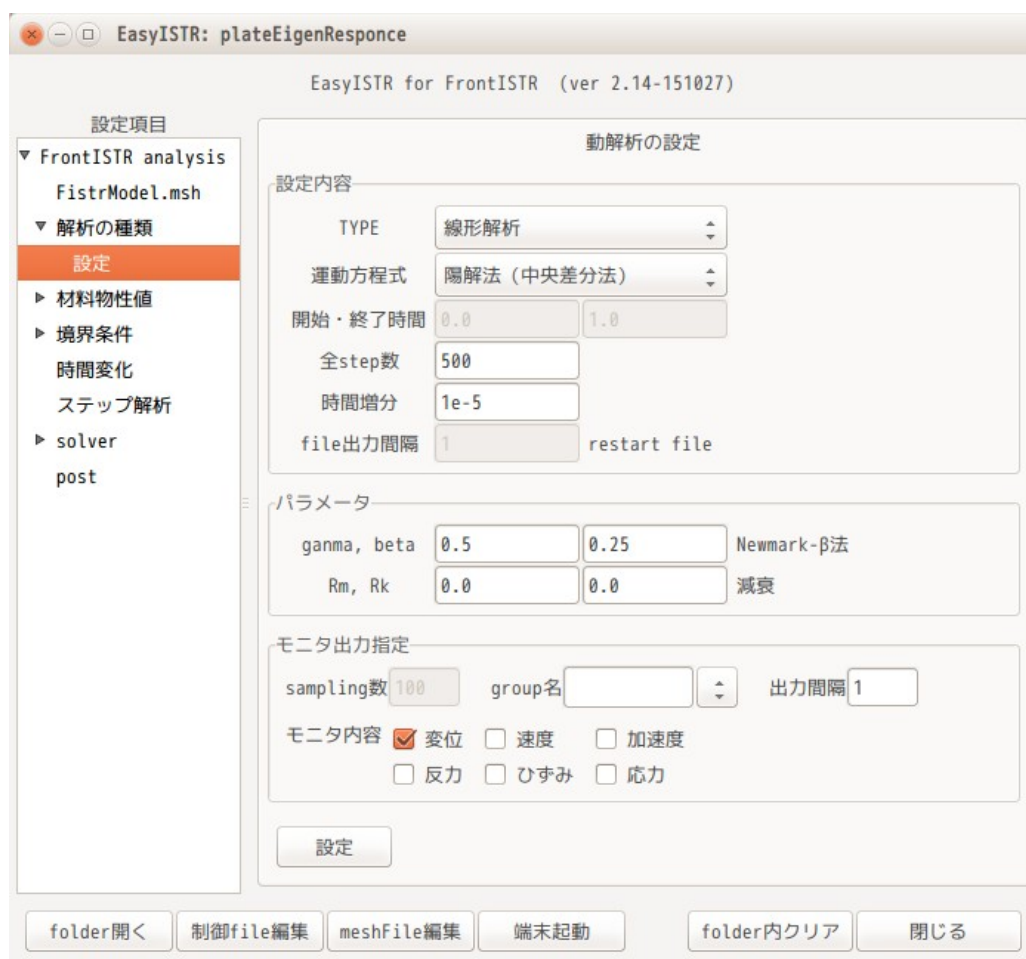 EasyISTR: plateEigenResponce
EasyISTR for FrontISTR (ver 2.14-151027)
設定項目
FrontISTR analysis
FistrModel.msh
解析の種類
設定
材料物性値
境界条件
時間変化
ステップ解析
solver
post
動解析の設定
設定内容
TYPE 線形解析
運動方程式 陽解法（中央差分法）
開始・終了時間 0.0 1.0
全step数 500
時間増分 1e-5
file出力間隔 1 restart file
パラメータ
ganma, beta 0.5 0.25 Newmark-β法
Rm, Rk 0.0 0.0 減衰
モニタ出力指定
sampling数 100 group名 出力間隔 1
モニタ内容 変位 速度 加速度
反力 ひずみ 応力
設定
folder開く 制御file編集 meshFile編集 端末起動 folder内クリア 閉じる